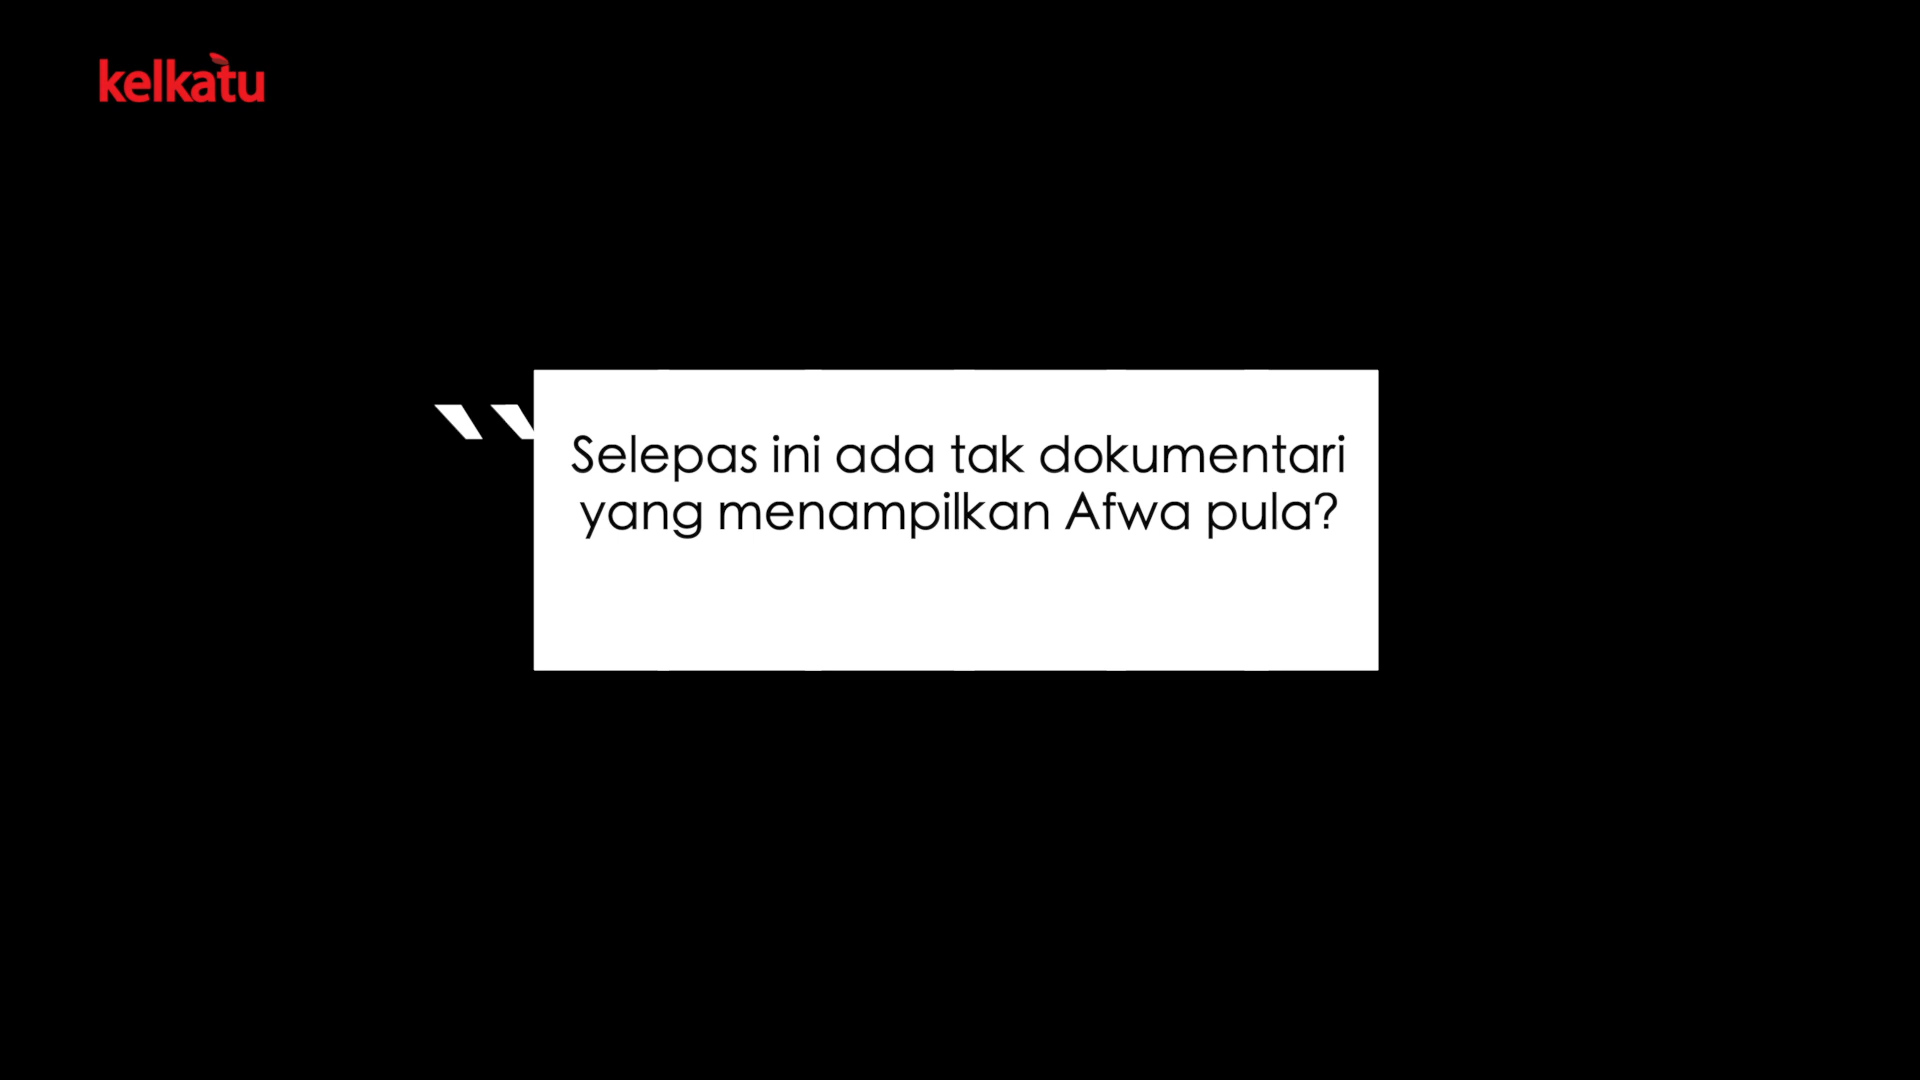 kelkatu
Selepas ini ada tak dokumentari
yang menampilkan Afwa pula?